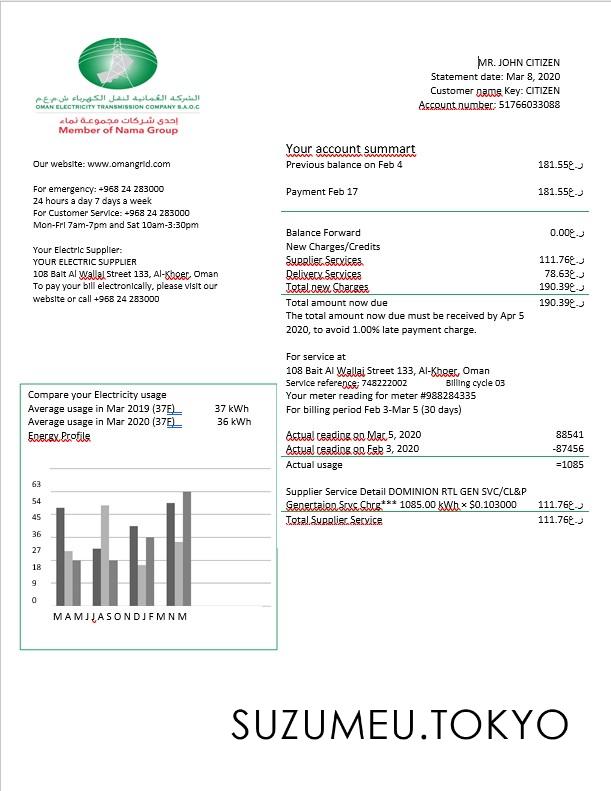 الشركة العُمانية لنقل الكهرباء ش.م.ع.م
OMAN ELECTRICITY TRANSMISSION COMPANY S.A.O.C
إحدى شركات مجموعة نماء
Member of Nama Group
MR. JOHN CITIZEN
Statement date: Mar 8, 2020
Customer name Key: CITIZEN
Account number: 51766033088
Our website: www.omangrid.com
For emergency: +968 24 283000
24 hours a day 7 days a week
For Customer Service: +968 24 283000
Mon-Fri 7am-7pm and Sat 10am-3:30pm
Your Electric Supplier:
YOUR ELECTRIC SUPPLIER
108 Bait Al Wallaj Street 133, Al-Khoer, Oman
To pay your bill electronically, please visit our
website or call +968 24 283000
Your account summart
Previous balance on Feb 4 181.55ر.ع
Payment Feb 17 181.55ر.ع
Balance Forward 0.00ر.ع
New Charges/Credits
Supplier Services 111.76ر.ع
Delivery Services 78.63ر.ع
Total new Charges 190.39ر.ع
Total amount now due 190.39ر.ع
The total amount now due must be received by Apr 5
2020, to avoid 1.00% late payment charge.
For service at
108 Bait Al Wallaj Street 133, Al-Khoer, Oman
Service reference: 748222002 Billing cycle 03
Your meter reading for meter #988284335
For billing period Feb 3-Mar 5 (30 days)
Actual reading on Mar 5, 2020 88541
Actual reading on Feb 3, 2020 -87456
Actual usage =1085
Supplier Service Detail DOMINION RTL GEN SVC/CL&P
Genertaion Srvc Chrg*** 1085.00 kWh × $0.103000 111.76ر.ع
Total Supplier Service 111.76ر.ع
Compare your Electricity usage
Average usage in Mar 2019 (37F) 37 kWh
Average usage in Mar 2020 (37F) 36 kWh
Energy Profile
63
54
45
36
27
18
9
0
M A M J J A S O N D J F M N M
SUZUMEU.TOKYO